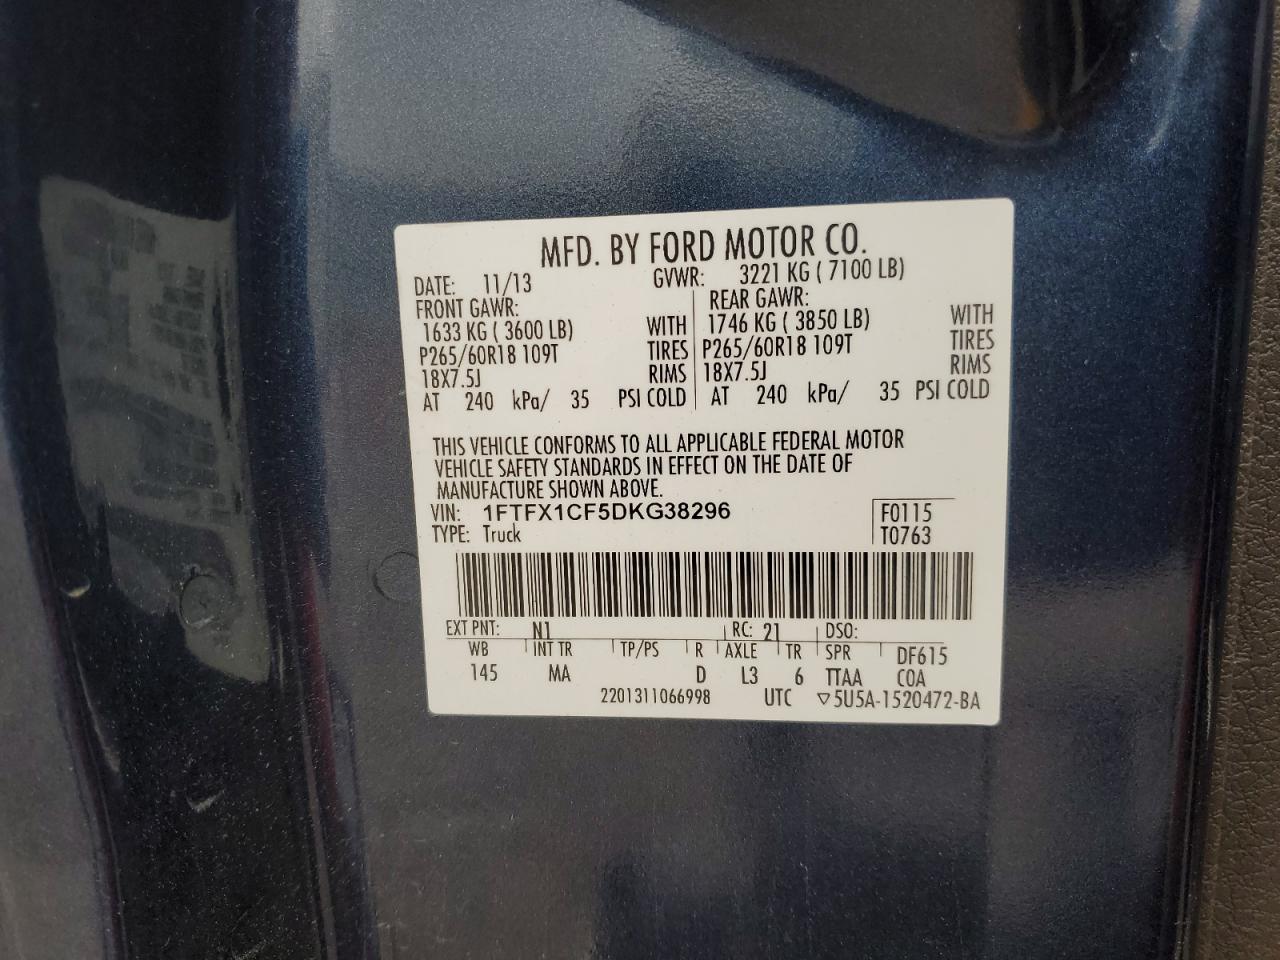 MFD. BY FORD MOTOR CO.
DATE: 11/13 GVWR: 3221 KG ( 7100 LB)
FRONT GAWR: REAR GAWR:
1633 KG ( 3600 LB) WITH 1746 KG ( 3850 LB) WITH
P265/60R18 109T TIRES P265/60R18 109T TIRES
18X7.5J RIMS 18X7.5J RIMS
AT 240 kPa/ 35 PSI COLD AT 240 kPa/ 35 PSI COLD
THIS VEHICLE CONFORMS TO ALL APPLICABLE FEDERAL MOTOR
VEHICLE SAFETY STANDARDS IN EFFECT ON THE DATE OF
MANUFACTURE SHOWN ABOVE.
VIN: 1FTFX1CF5DKG38296 F0115
TYPE: Truck T0763
EXT PNT: N1 RC: 21 DSO:
WB INT TR TP/PS R AXLE TR SPR DF615
145 MA D L3 6 TTAA COA
2201311066998 UTC ▽5U5A-1520472-BA